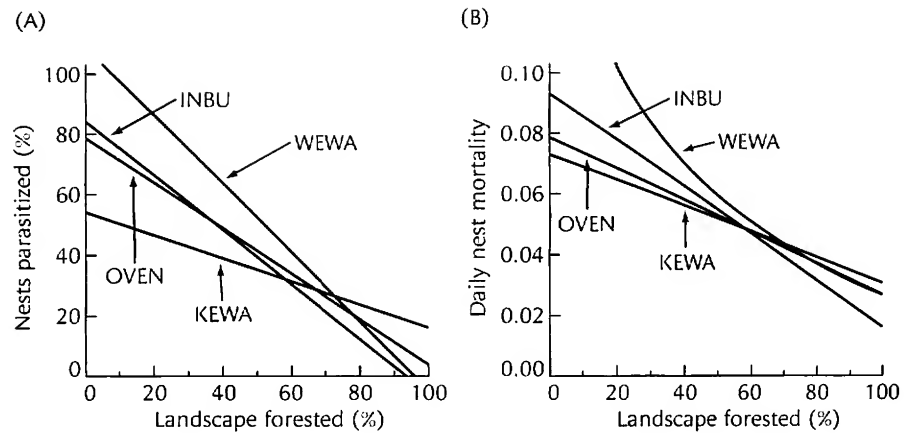 (A)
Nests parasitized (%)
100
80
60
40
20
0
INBU
WEWA
OVEN
KEWA
0 20 40 60 80 100
Landscape forested (%)
(B)
Daily nest mortality
0.10
0.08
0.06
0.04
0.02
0.00
INBU
WEWA
OVEN
KEWA
0 20 40 60 80 100
Landscape forested (%)